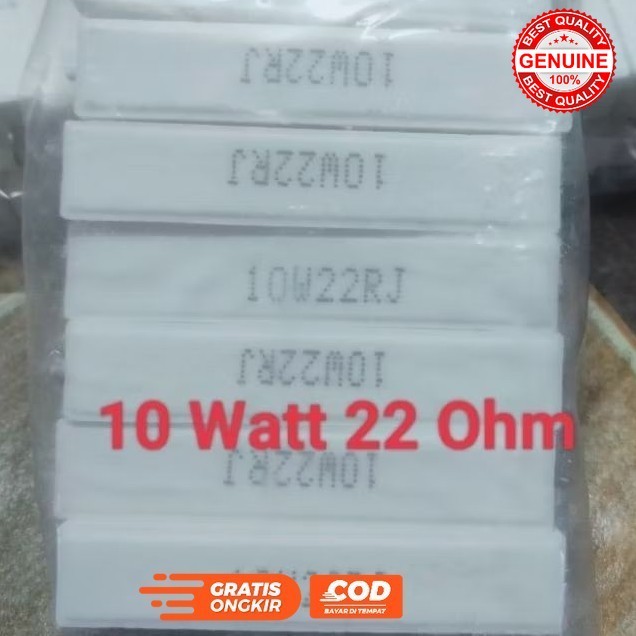 BEST QUALITY
GENUINE
100%
BEST QUALITY
10W22RJ
10W22RJ
10W22RJ
10W22RJ
10 Watt 22 Ohm
10W22RJ
GRATIS
ONGKIR
COD
BAYAR DI TEMPAT